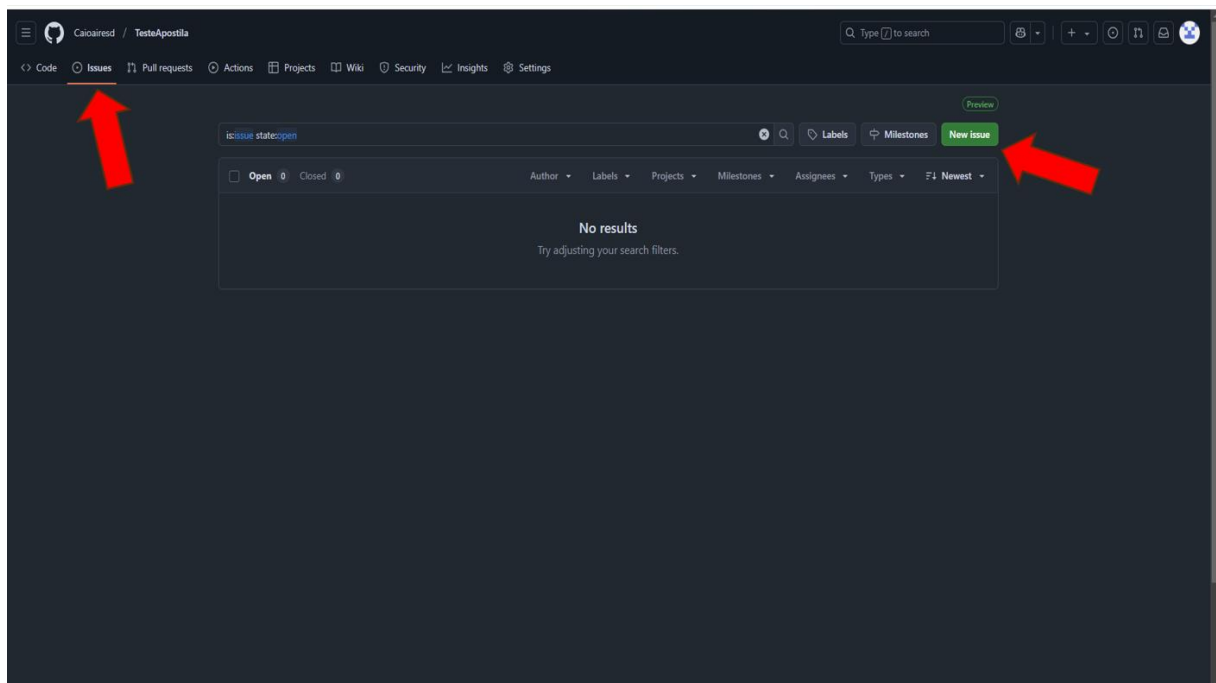 Caioairesd / TesteApostila
Type / to search
Code Issues Pull requests Actions Projects Wiki Security Insights Settings
Preview
is:issue state:open
Labels Milestones New issue
Open 0 Closed 0 Author Labels Projects Milestones Assignees Types Newest
No results
Try adjusting your search filters.